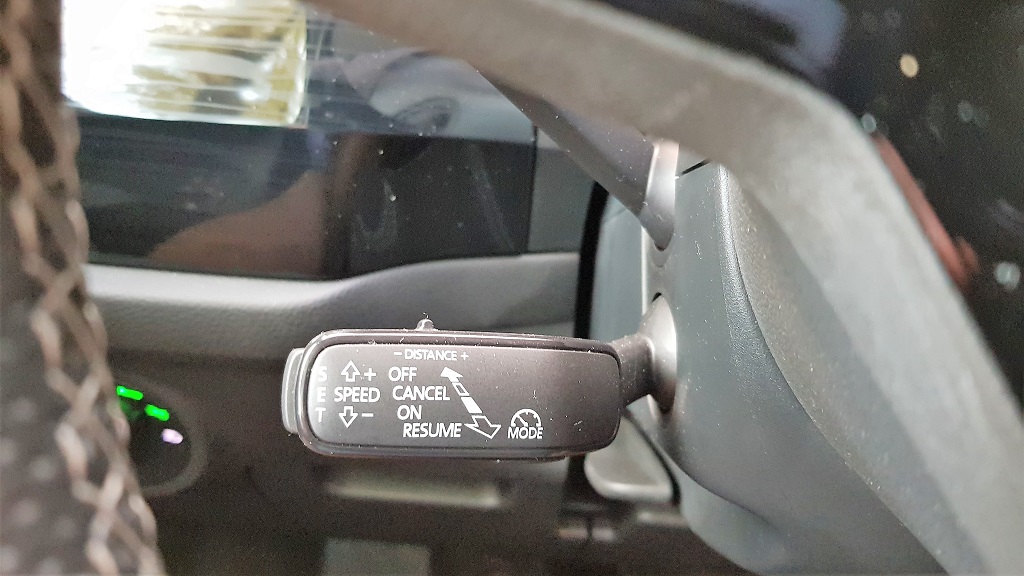 - DISTANCE +
S + OFF
E SPEED CANCEL
T - ON
RESUME MODE